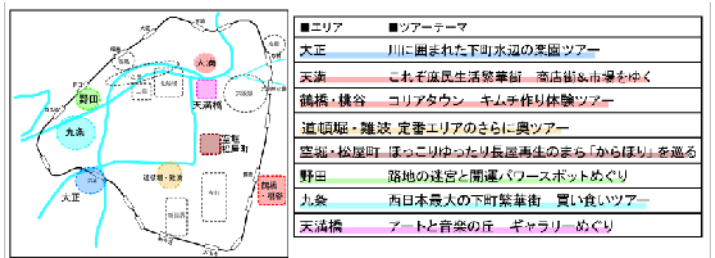 天満
野田
天満橋
九条
空堀
松屋町
道頓堀・難波
大正
大正
鶴橋
・桃谷
■エリア ■ツアーテーマ
大正 川に囲まれた下町水辺の楽園ツアー
天満 これぞ庶民生活繁華街 商店街&市場をゆく
鶴橋・桃谷 コリアタウン キムチ作り体験ツアー
道頓堀・難波 定番エリアのさらに奥ツアー
空堀・松屋町 ほっこりゆったり長屋再生のまち「からほり」を巡る
野田 路地の迷宮と開運パワースポットめぐり
九条 西日本最大の下町繁華街 買い食いツアー
天満橋 アートと音楽の丘 ギャラリーめぐり